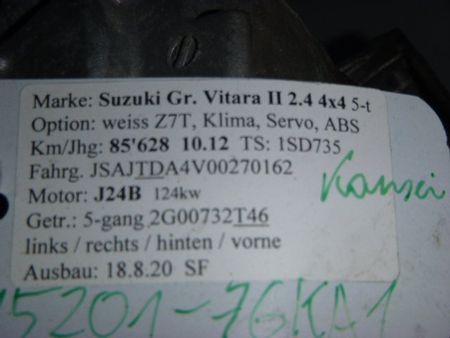 Marke: Suzuki Gr. Vitara II 2.4 4x4 5-t
Option: weiss Z7T, Klima, Servo, ABS
Km/Jhg: 85'628 10.12 TS: 1SD735
Fahrg. JSAJTDA4V00270162
Motor: J24B 124kw
Getr.: 5-gang 2G00732T46
links / rechts / hinten / vorne
Ausbau: 18.8.20 SF
15201-76KA1